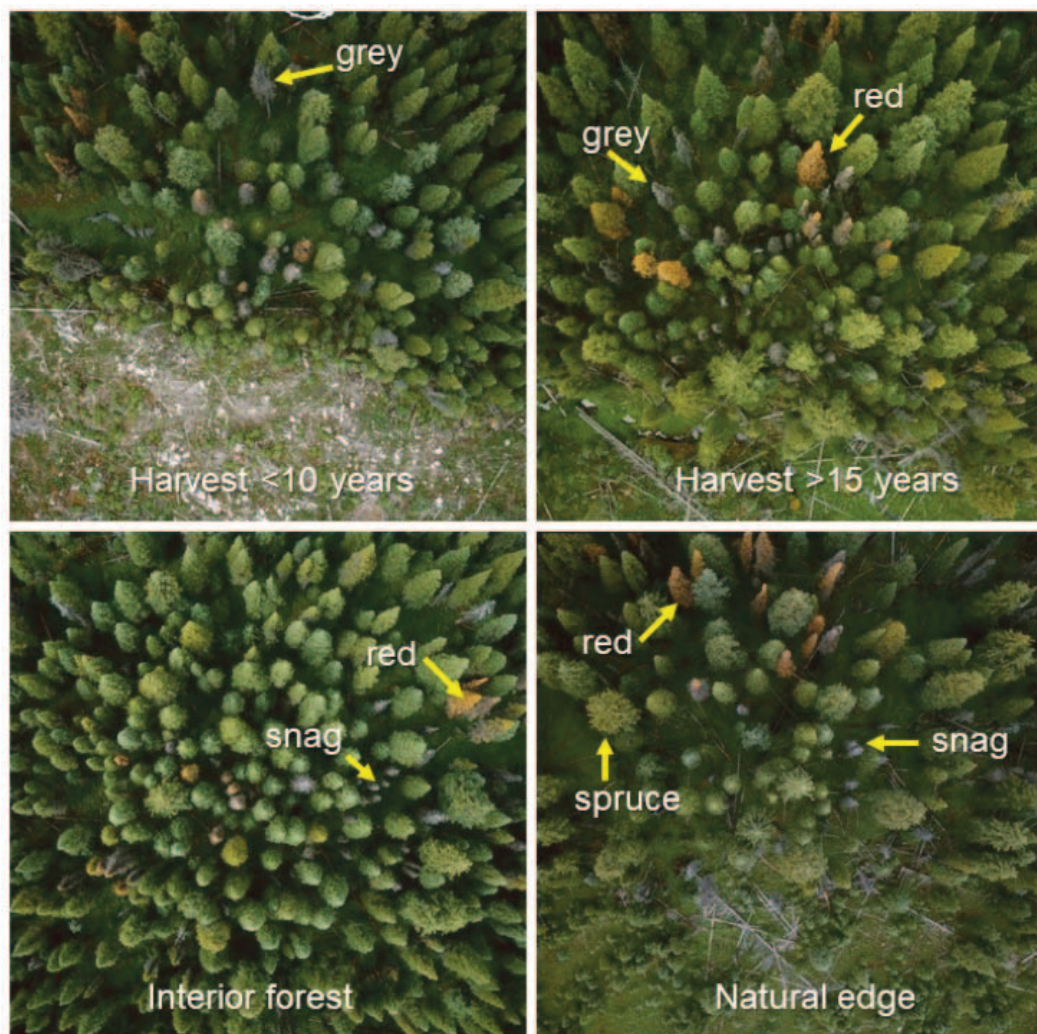 grey
Harvest <10 years
red
grey
Harvest >15 years
red
snag
Interior forest
red
snag
spruce
Natural edge